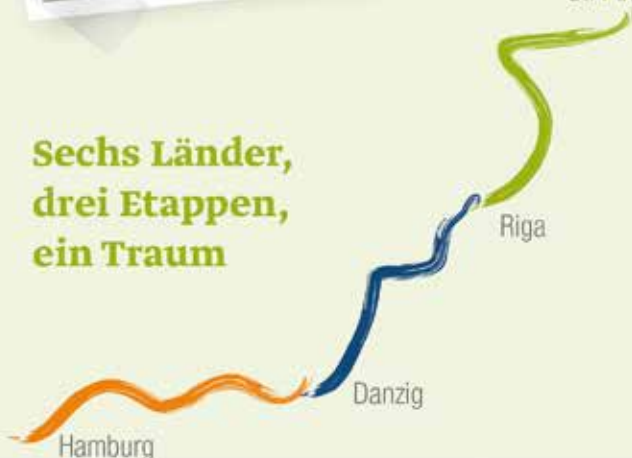 Sechs Länder,
drei Etappen,
ein Traum
Riga
Danzig
Hamburg